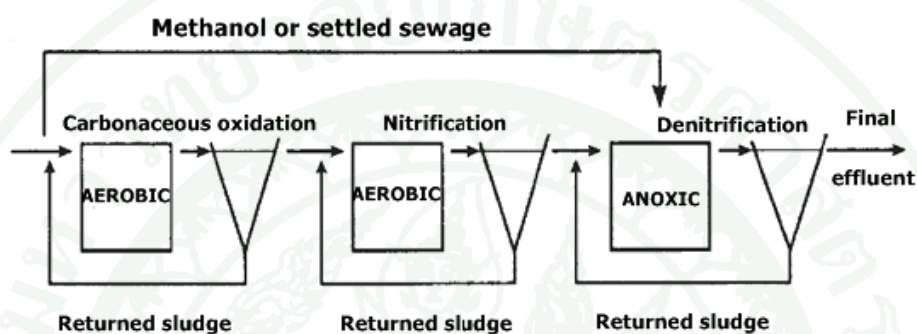 Methanol or settled sewage
Carbonaceous oxidation
Nitrification
Denitrification
Final
effluent
AEROBIC
AEROBIC
ANOXIC
Returned sludge
Returned sludge
Returned sludge